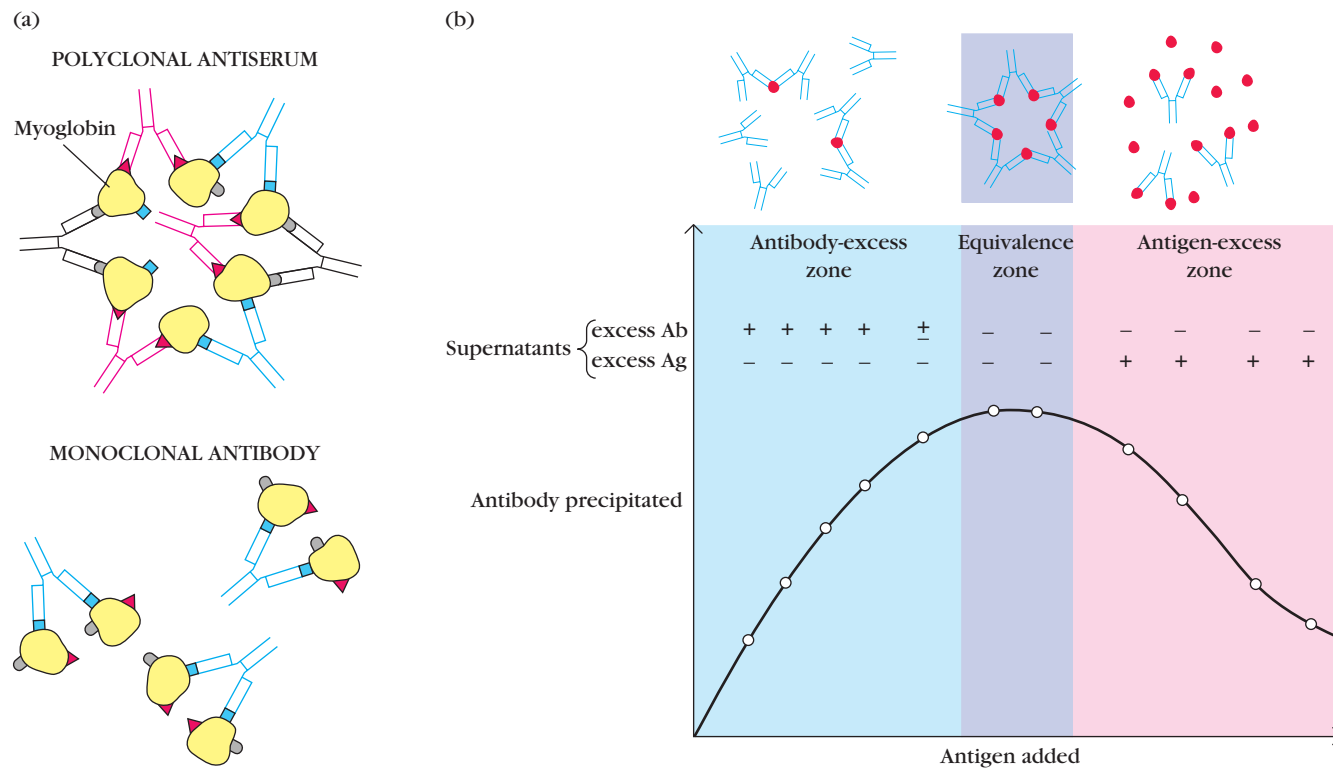 (a)
POLYCLONAL ANTISERUM
Myoglobin
MONOCLONAL ANTIBODY
(b)
Antibody-excess
zone
Equivalence
zone
Antigen-excess
zone
Supernatants
excess Ab
+ + + + ± – – – – – –
excess Ag
– – – – – – – + + + +
Antibody precipitated
Antigen added